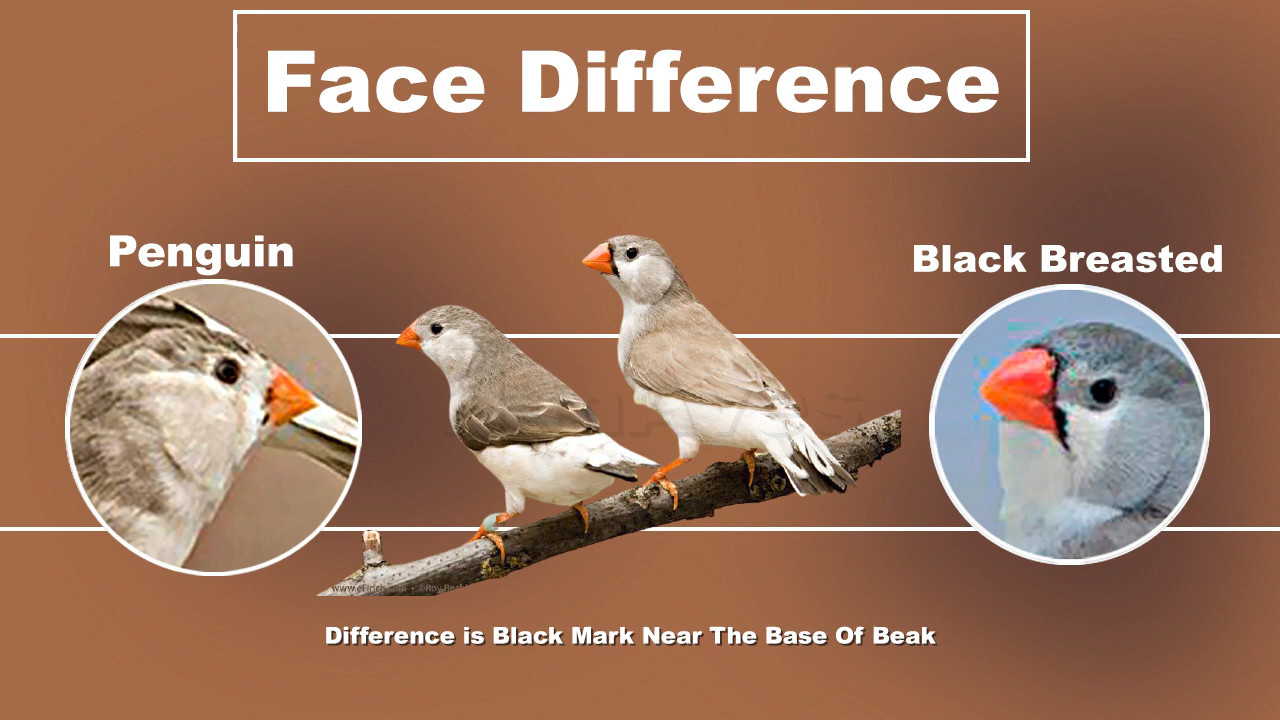 Face Difference
Penguin
Black Breasted
Difference is Black Mark Near The Base Of Beak